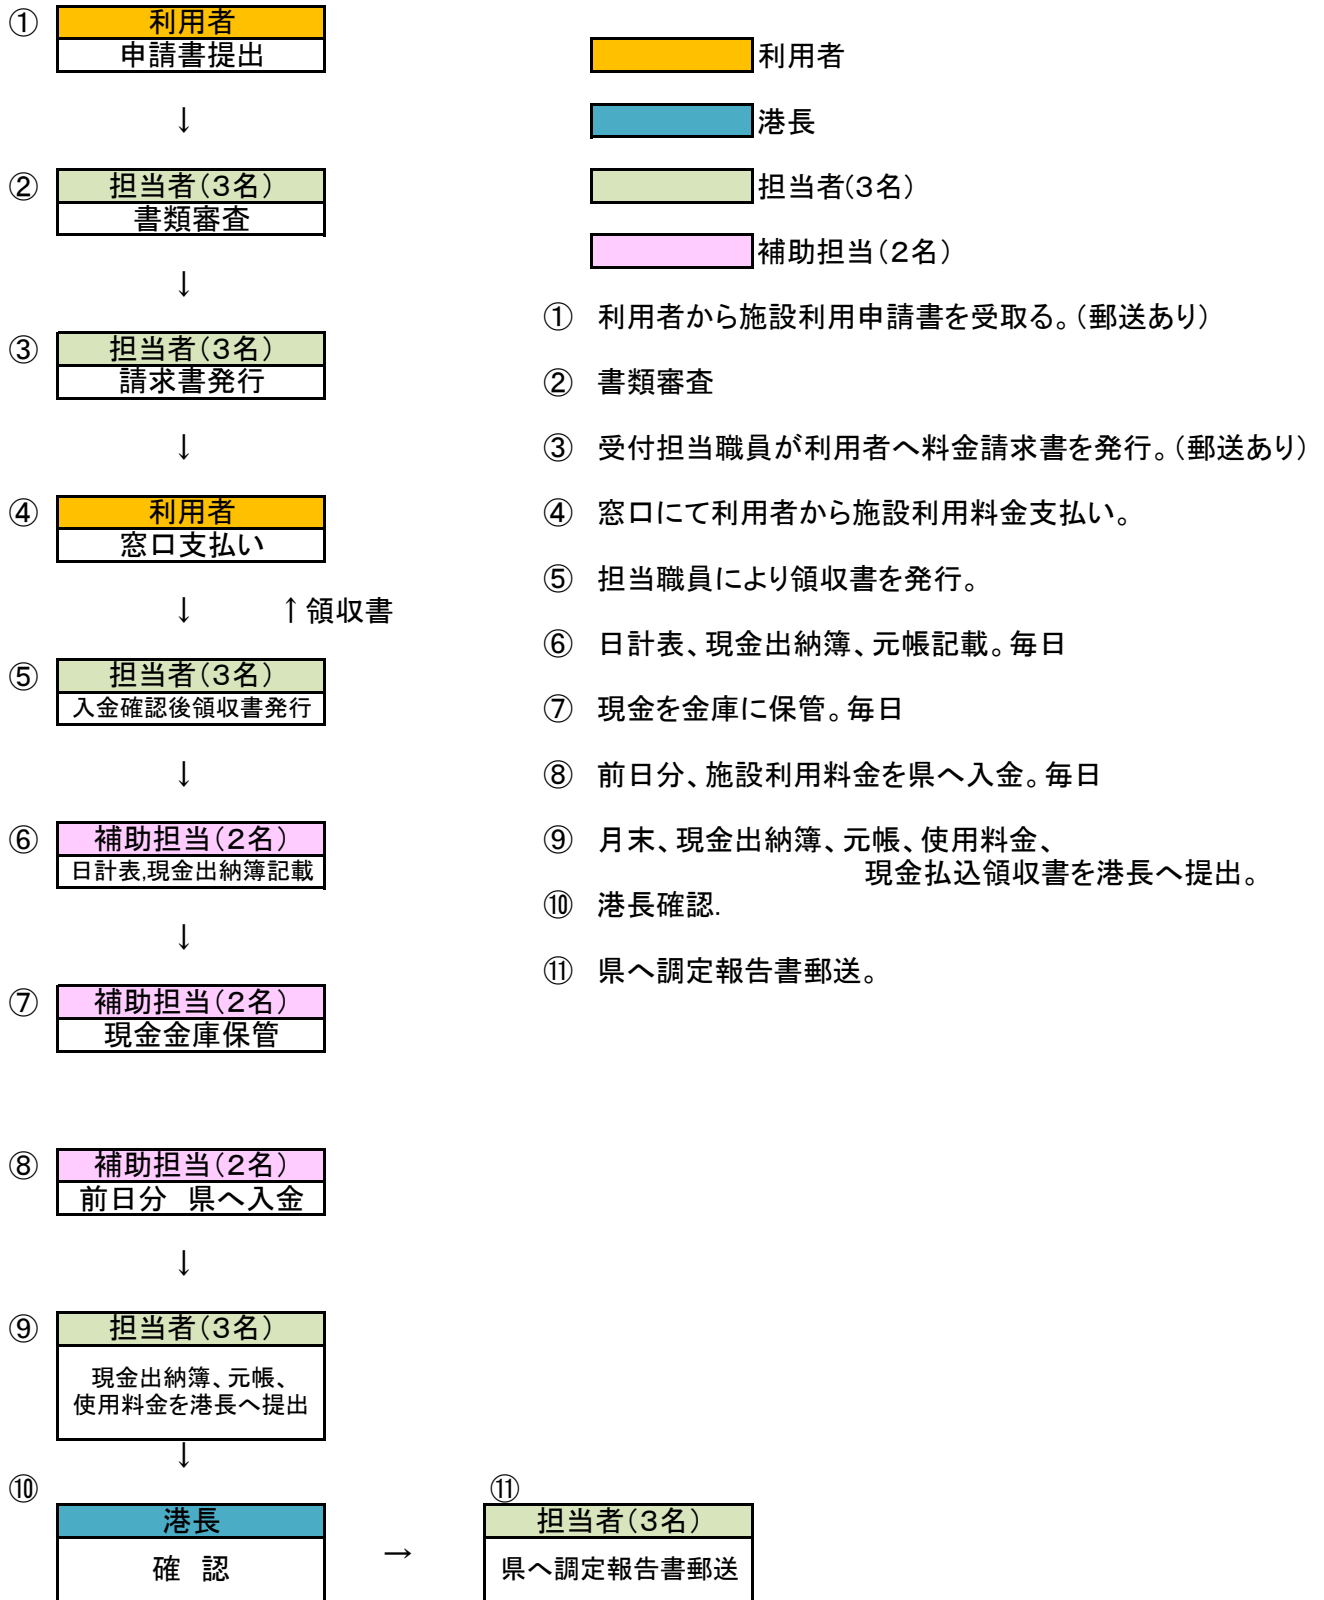 ① 利用者
申請書提出
↓
② 担当者(3名)
書類審査
↓
③ 担当者(3名)
請求書発行
↓
④ 利用者
窓口支払い
↓ ↑領収書
⑤ 担当者(3名)
入金確認後領収書発行
↓
⑥ 補助担当(2名)
日計表,現金出納簿記載
↓
⑦ 補助担当(2名)
現金金庫保管
⑧ 補助担当(2名)
前日分 県へ入金
↓
⑨ 担当者(3名)
現金出納簿、元帳、
使用料金を港長へ提出
↓
⑩ 港長
確 認
→
⑪ 担当者(3名)
県へ調定報告書郵送
利用者
港長
担当者(3名)
補助担当(2名)
① 利用者から施設利用申請書を受取る。(郵送あり)
② 書類審査
③ 受付担当職員が利用者へ料金請求書を発行。(郵送あり)
④ 窓口にて利用者から施設利用料金支払い。
⑤ 担当職員により領収書を発行。
⑥ 日計表、現金出納簿、元帳記載。毎日
⑦ 現金を金庫に保管。毎日
⑧ 前日分、施設利用料金を県へ入金。毎日
⑨ 月末、現金出納簿、元帳、使用料金、
現金払込領収書を港長へ提出。
⑩ 港長確認.
⑪ 県へ調定報告書郵送。